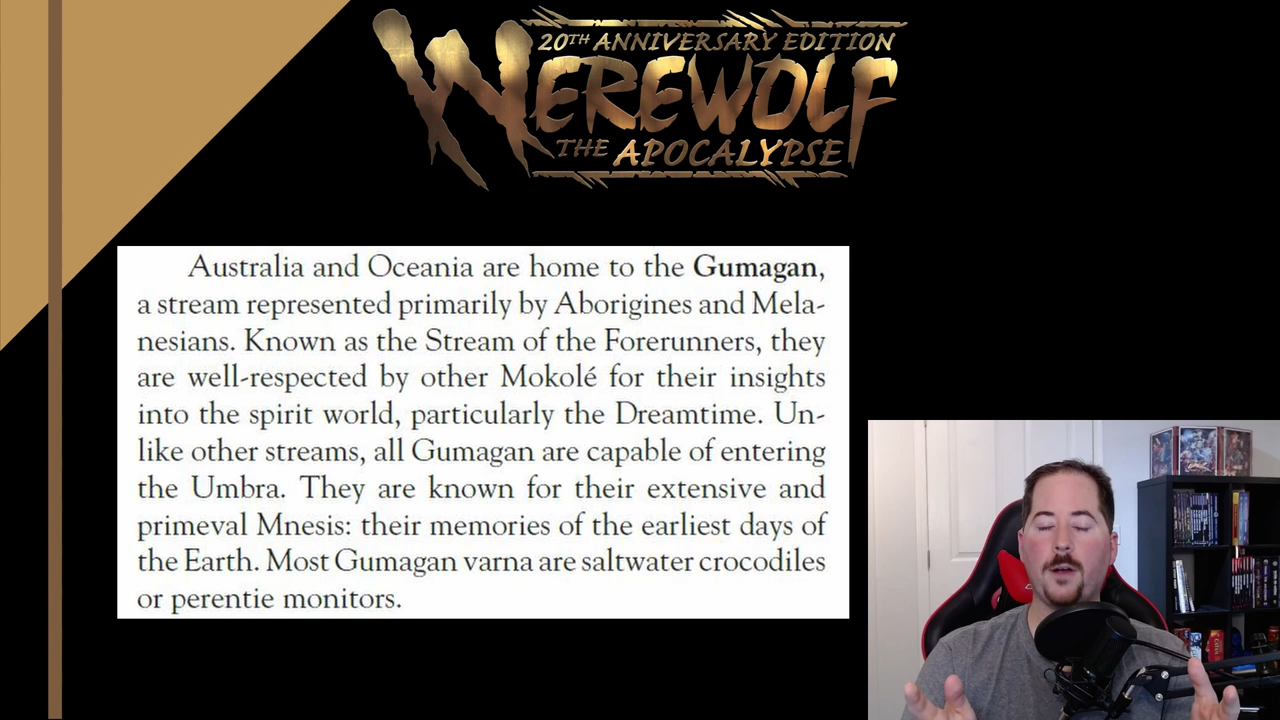 20TH ANNIVERSARY EDITION
WEREWOLF
THE APOCALYPSE
Australia and Oceania are home to the Gumagan,
a stream represented primarily by Aborigines and Mela-
nesians. Known as the Stream of the Forerunners, they
are well-respected by other Mokolé for their insights
into the spirit world, particularly the Dreamtime. Un-
like other streams, all Gumagan are capable of entering
the Umbra. They are known for their extensive and
primeval Mnesis: their memories of the earliest days of
the Earth. Most Gumagan varna are saltwater crocodiles
or perentie monitors.